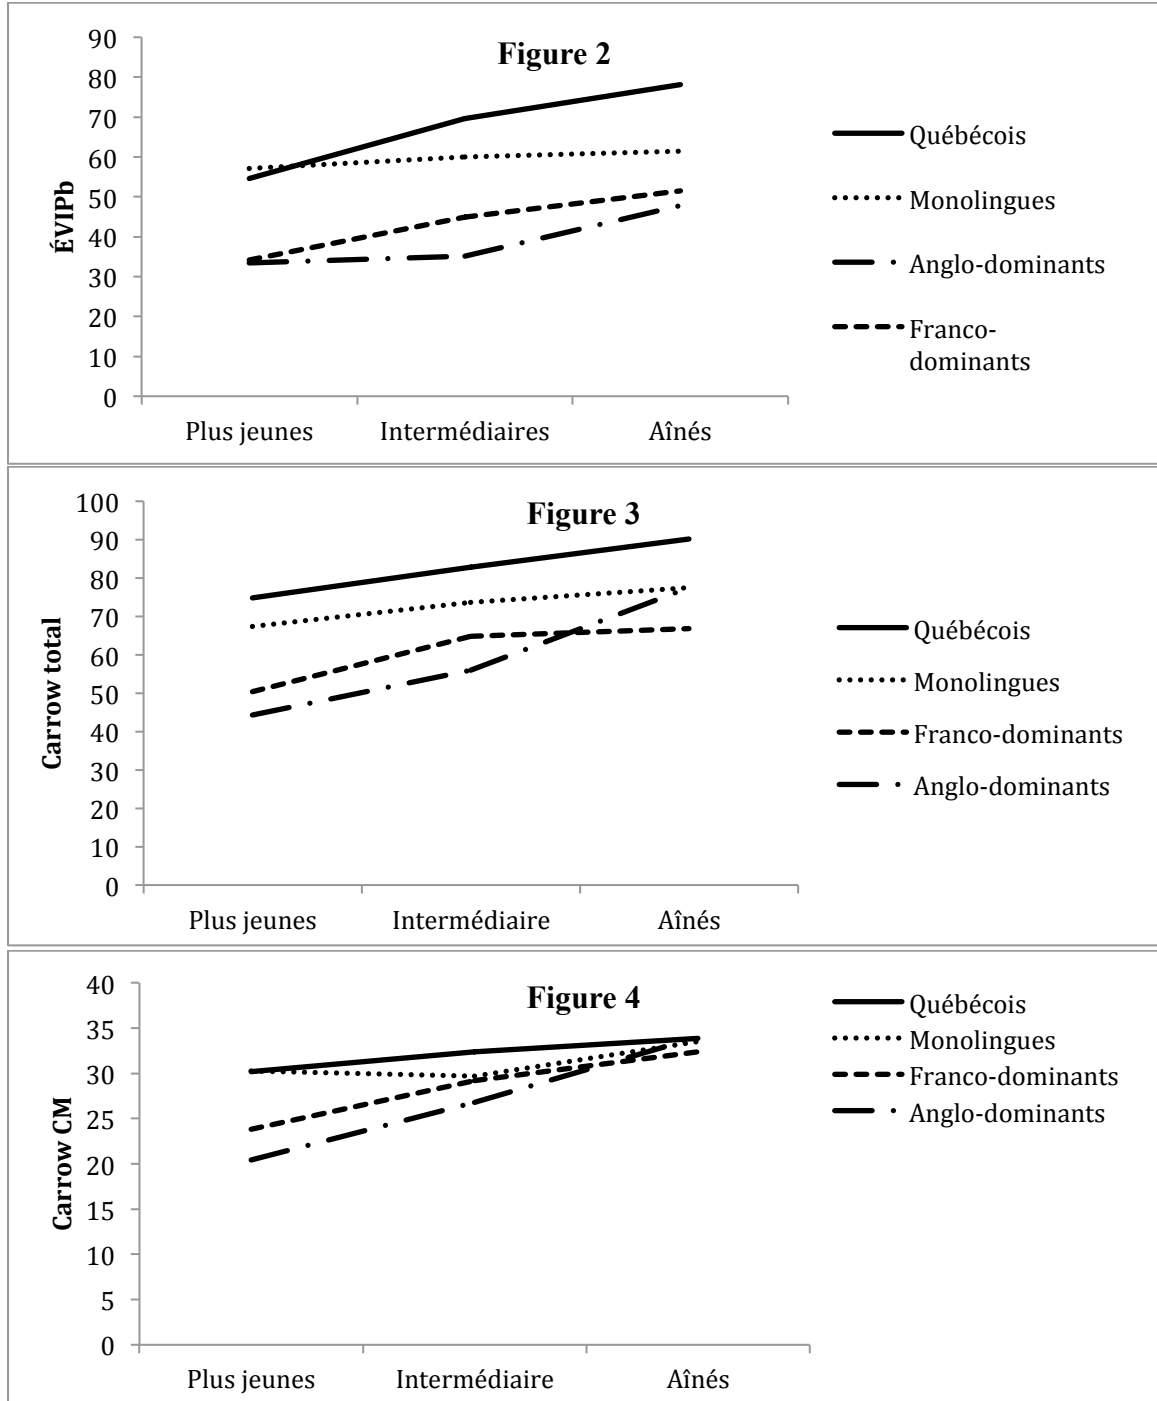 Figure 2
ÉVIPb
90
80
70
60
50
40
30
20
10
0
Plus jeunes
Intermédiaires
Aînés
Québécois
Monolingues
Anglo-dominants
Franco-
dominants
Figure 3
Carrow total
100
90
80
70
60
50
40
30
20
10
0
Plus jeunes
Intermédiaire
Aînés
Québécois
Monolingues
Franco-dominants
Anglo-dominants
Figure 4
Carrow CM
40
35
30
25
20
15
10
5
0
Plus jeunes
Intermédiaire
Aînés
Québécois
Monolingues
Franco-dominants
Anglo-dominants